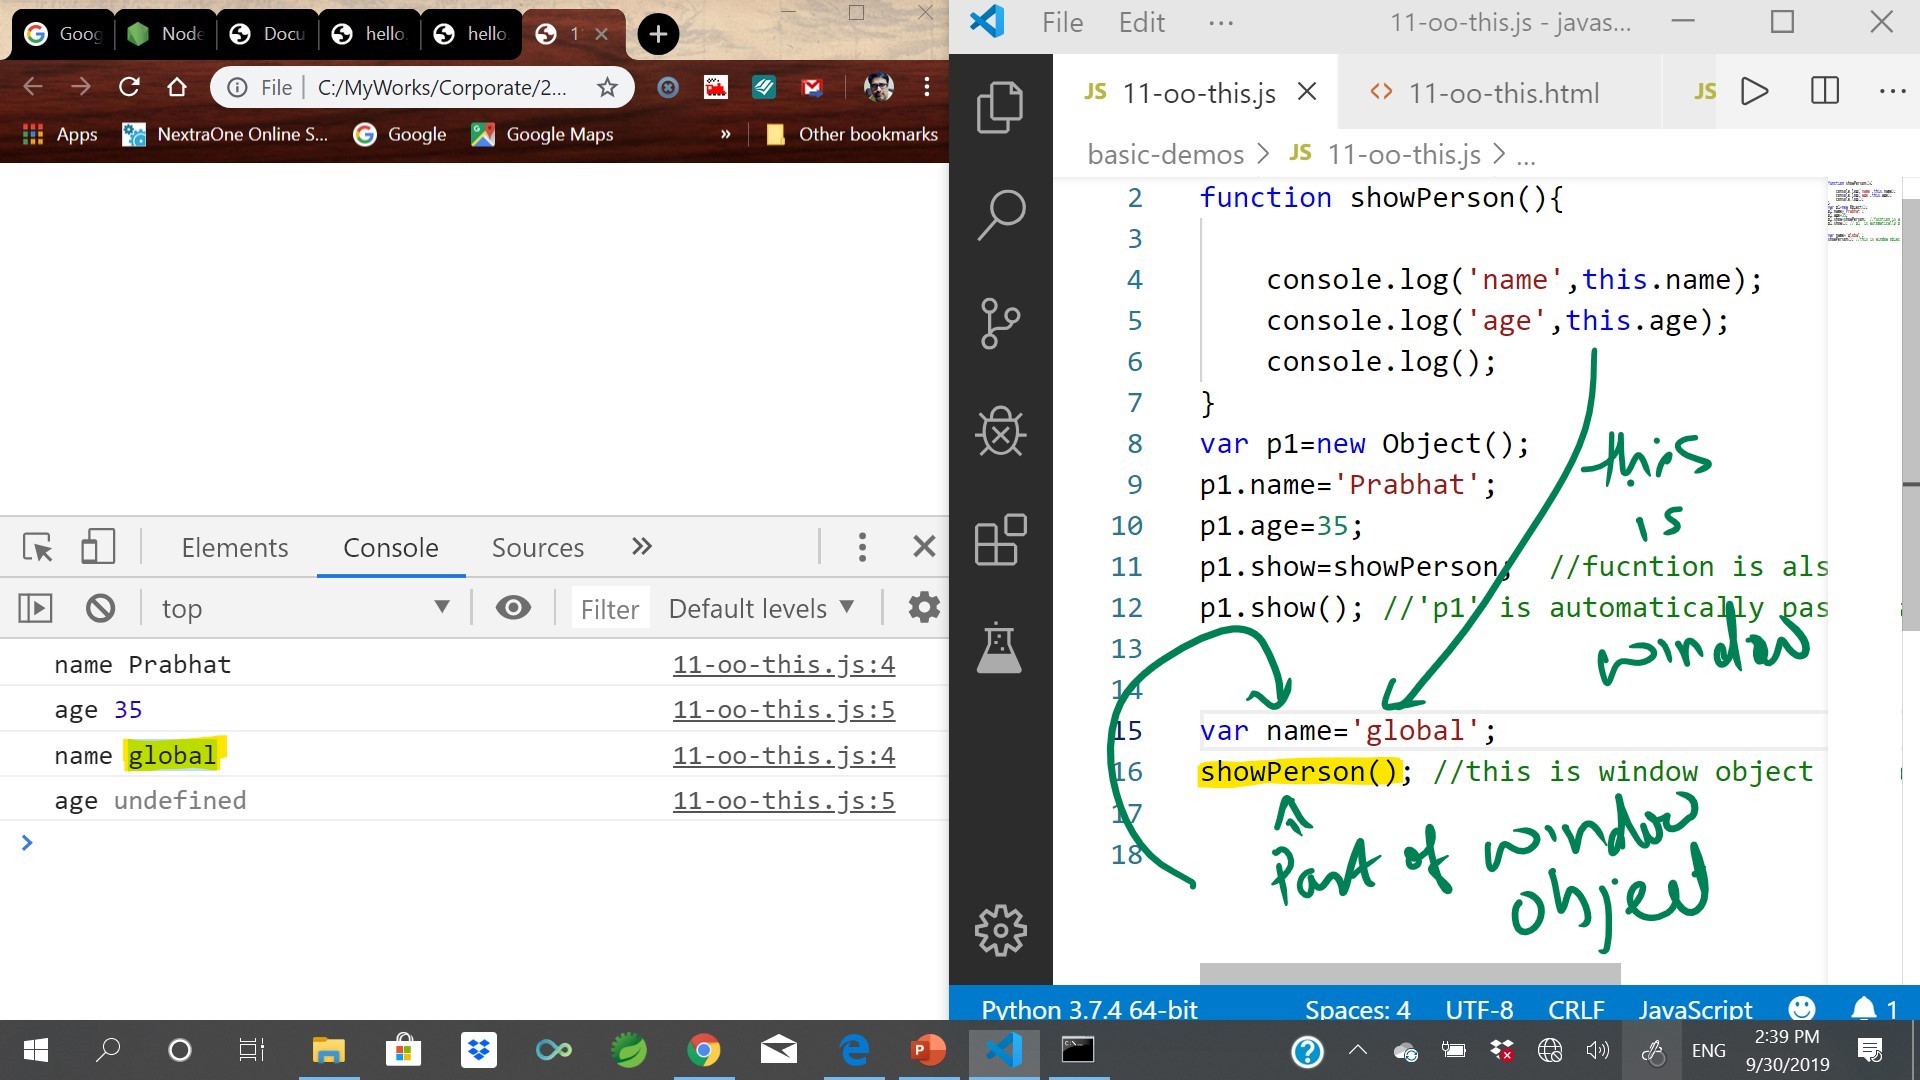 Goog
Node
Docu
hello.
hello.
1
File
C:/MyWorks/Corporate/2...
Apps
NextraOne Online S...
Google
Google Maps
»
Other bookmarks
Elements
Console
Sources
»
top
Filter
Default levels
name Prabhat 11-oo-this.js:4
age 35 11-oo-this.js:5
name global 11-oo-this.js:4
age undefined 11-oo-this.js:5
>
File Edit ... 11-oo-this.js - javas...
JS 11-oo-this.js
<> 11-oo-this.html
JS
...
basic-demos > JS 11-oo-this.js > ...
2 function showPerson(){
3
4 console.log('name',this.name);
5 console.log('age',this.age);
6 console.log();
7 }
8 var p1=new Object();
9 p1.name='Prabhat';
10 p1.age=35;
11 p1.show=showPerson; //fucntion is als
12 p1.show(); //'p1' is automatically pas
13
14
15 var name='global';
16 showPerson(); //this is window object
17
18
this
is
window
Part of window
object
Python 3.7.4 64-bit
Spaces: 4
UTF-8
CRLF
JavaScript
1
ENG
2:39 PM
9/30/2019